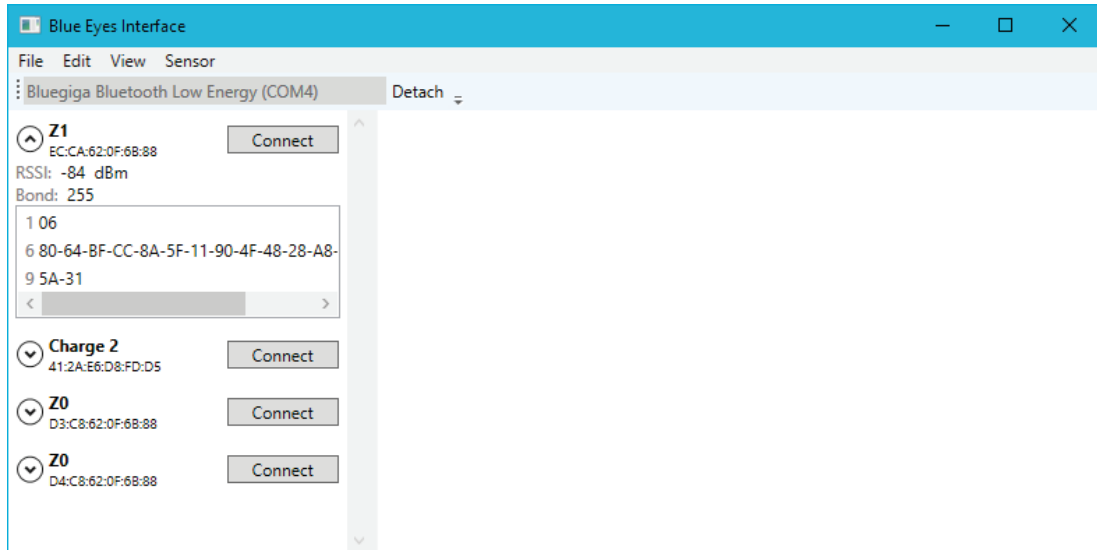 Blue Eyes Interface
File Edit View Sensor
Bluegiga Bluetooth Low Energy (COM4) Detach
Z1
EC:CA:62:0F:6B:88
Connect
RSSI: -84 dBm
Bond: 255
1 06
6 80-64-BF-CC-8A-5F-11-90-4F-48-28-A8-
9 5A-31
Charge 2
41:2A:E6:D8:FD:D5
Connect
Z0
D3:C8:62:0F:6B:88
Connect
Z0
D4:C8:62:0F:6B:88
Connect